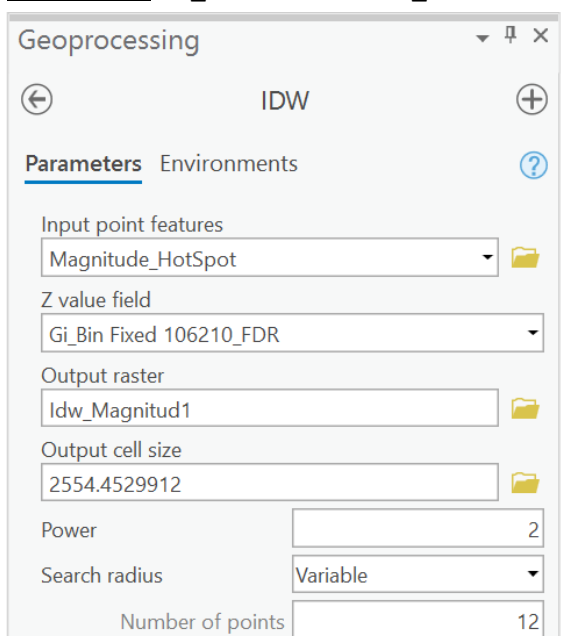 Geoprocessing
IDW
Parameters Environments
Input point features
Magnitude_HotSpot
Z value field
Gi_Bin Fixed 106210_FDR
Output raster
Idw_Magnitud1
Output cell size
2554.4529912
Power 2
Search radius Variable
Number of points 12